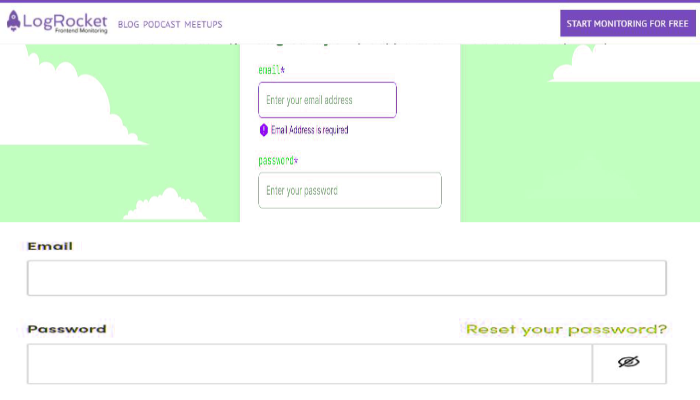 LogRocket
Frontend Monitoring
BLOG PODCAST MEETUPS
START MONITORING FOR FREE
email*
Enter your email address
! Email Address is required
password*
Enter your password
Email
Password
Reset your password?